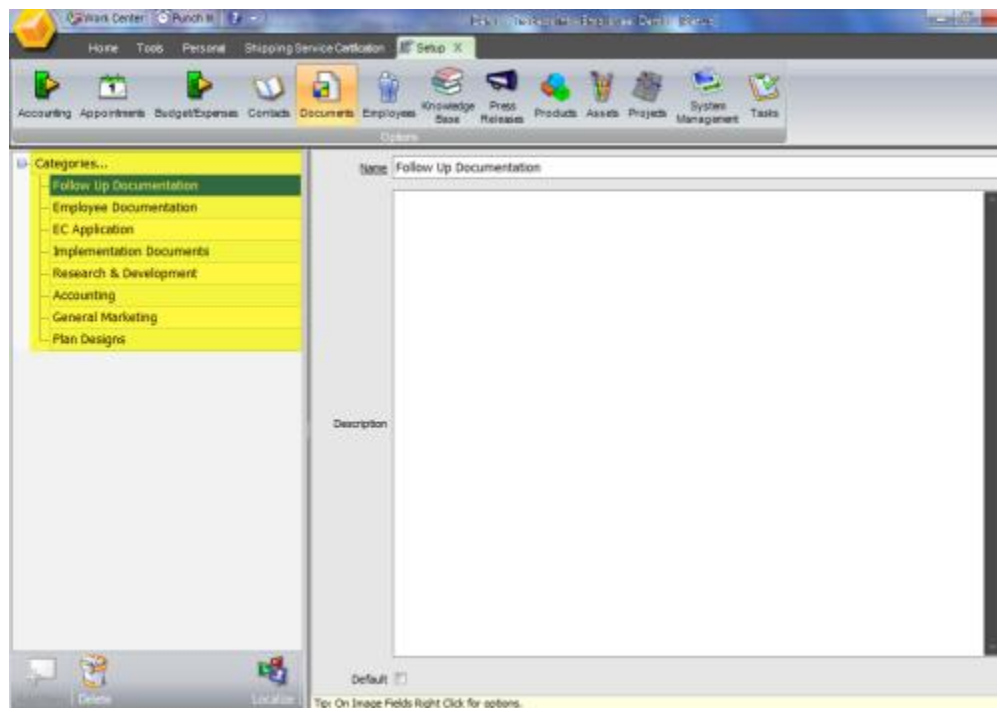 Work Center Punch In
Home Tools Personal Shipping Service Certification Setup X
Accounting Appointments Budget/Expenses Contacts Documents Employees Knowledge Base Press Releases Products Assets Projects System Management Tasks
Options
Categories...
Follow Up Documentation
Employee Documentation
EC Application
Implementation Documents
Research & Development
Accounting
General Marketing
Plan Designs
Name Follow Up Documentation
Description
Default
Delete
Localize
Tip: On Image Fields Right Click for options.